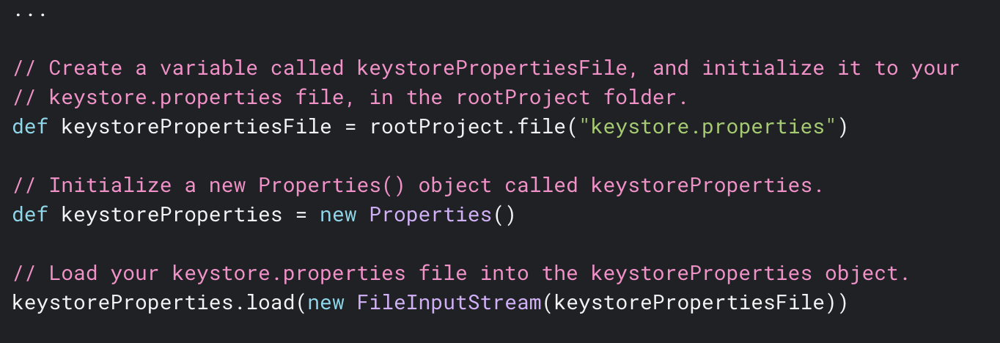 ...
// Create a variable called keystorePropertiesFile, and initialize it to your
// keystore.properties file, in the rootProject folder.
def keystorePropertiesFile = rootProject.file("keystore.properties")
// Initialize a new Properties() object called keystoreProperties.
def keystoreProperties = new Properties()
// Load your keystore.properties file into the keystoreProperties object.
keystoreProperties.load(new FileInputStream(keystorePropertiesFile))